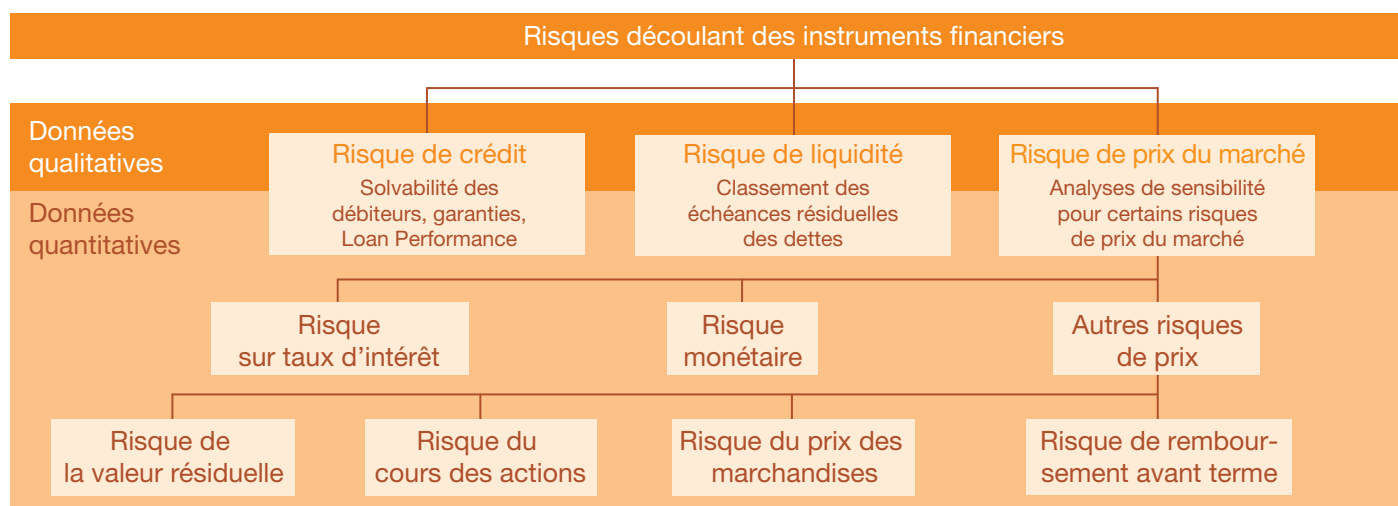 Risques découlant des instruments financiers
Données
qualitatives
Risque de crédit
Solvabilité des
débiteurs, garanties,
Loan Performance
Risque de liquidité
Classement des
échéances résiduelles
des dettes
Risque de prix du marché
Analyses de sensibilité
pour certains risques
de prix du marché
Données
quantitatives
Risque
sur taux d’intérêt
Risque
monétaire
Autres risques
de prix
Risque de
la valeur résiduelle
Risque du
cours des actions
Risque du prix des
marchandises
Risque de rembour-
sement avant terme